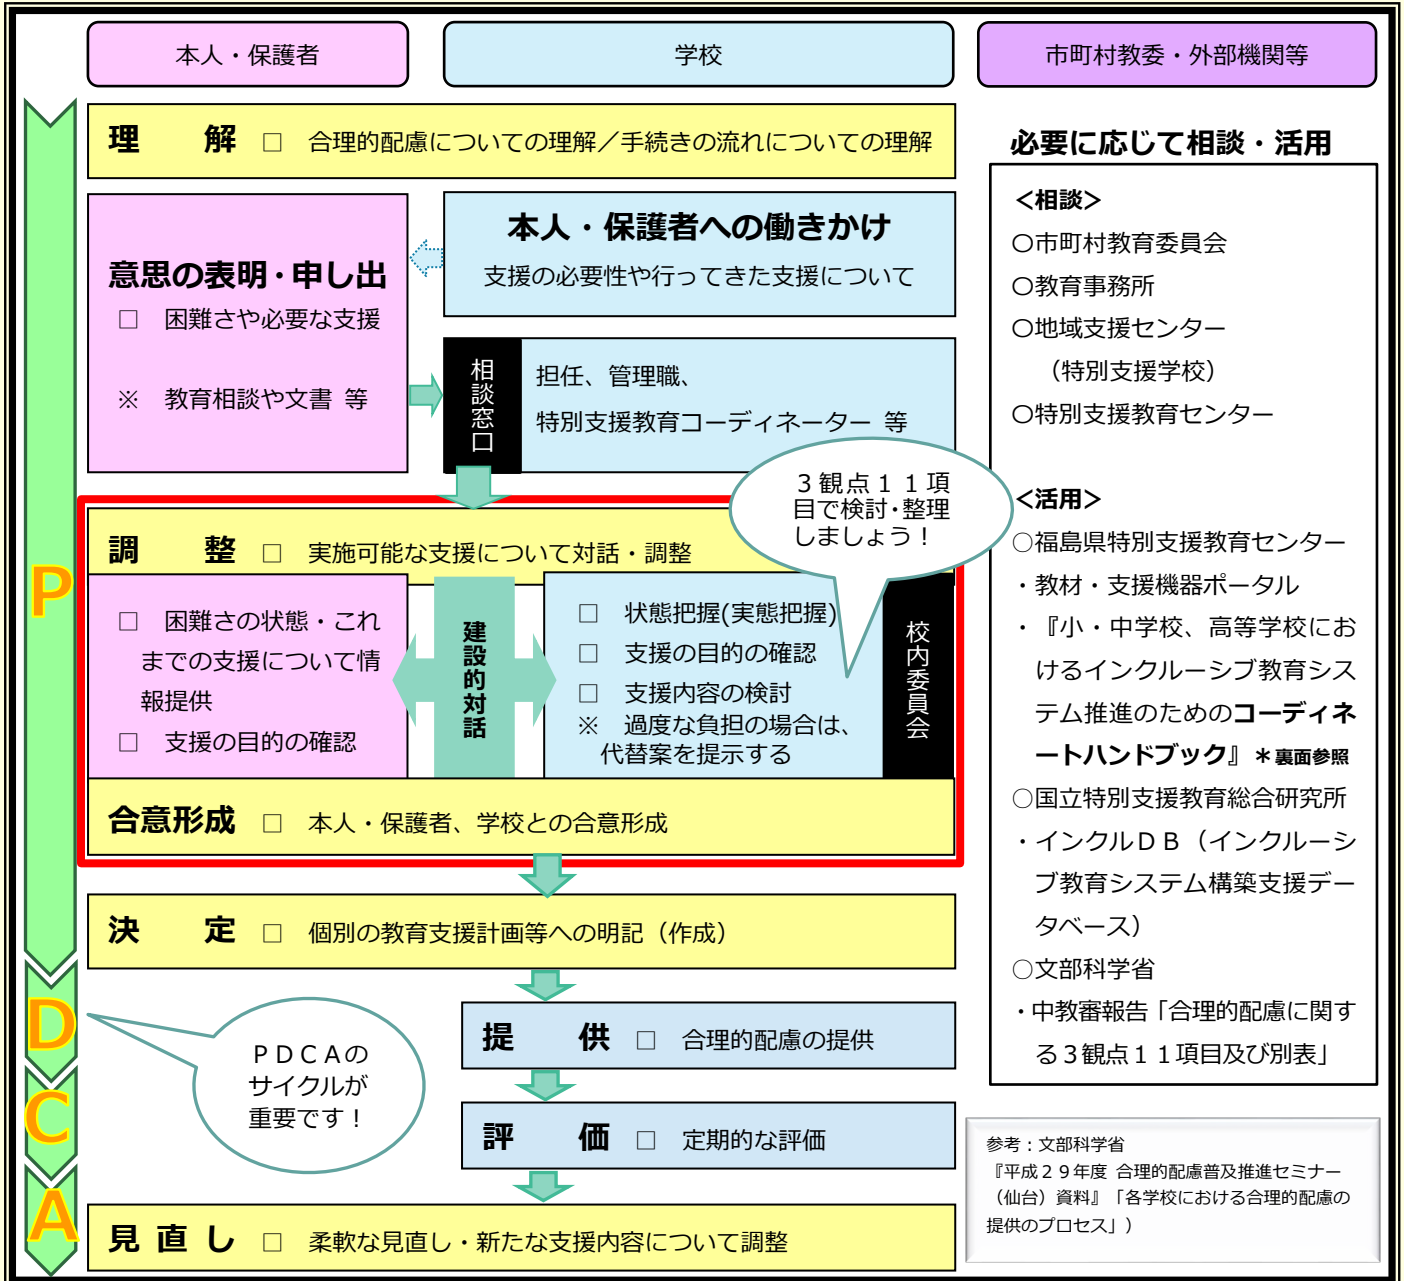 本人・保護者
学校
市町村教委・外部機関等
理　　解 □ 合理的配慮についての理解／手続きの流れについての理解
意思の表明・申し出
□ 困難さや必要な支援
※ 教育相談や文書 等
本人・保護者への働きかけ
支援の必要性や行ってきた支援について
相談窓口
担任、管理職、
特別支援教育コーディネーター 等
３観点１１項
目で検討・整理
しましょう！
調　　整 □ 実施可能な支援について対話・調整
□ 困難さの状態・これ
までの支援について情
報提供
□ 支援の目的の確認
建設的対話
□ 状態把握(実態把握)
□ 支援の目的の確認
□ 支援内容の検討
※ 過度な負担の場合は、
代替案を提示する
校内委員会
合意形成 □ 本人・保護者、学校との合意形成
決　　定 □ 個別の教育支援計画等への明記（作成）
提　　供 □ 合理的配慮の提供
評　　価 □ 定期的な評価
見 直 し □ 柔軟な見直し・新たな支援内容について調整
P
D
C
A
ＰＤＣＡの
サイクルが
重要です！
必要に応じて相談・活用
＜相談＞
〇市町村教育委員会
〇教育事務所
〇地域支援センター
（特別支援学校）
〇特別支援教育センター
＜活用＞
○福島県特別支援教育センター
・教材・支援機器ポータル
・『小・中学校、高等学校にお
けるインクルーシブ教育シス
テム推進のためのコーディネ
ートハンドブック』＊裏面参照
○国立特別支援教育総合研究所
・インクルＤＢ（インクルーシ
ブ教育システム構築支援デー
タベース）
○文部科学省
・中教審報告「合理的配慮に関す
る３観点１１項目及び別表」
参考：文部科学省
『平成２９年度 合理的配慮普及推進セミナー
（仙台）資料』「各学校における合理的配慮の
提供のプロセス」）